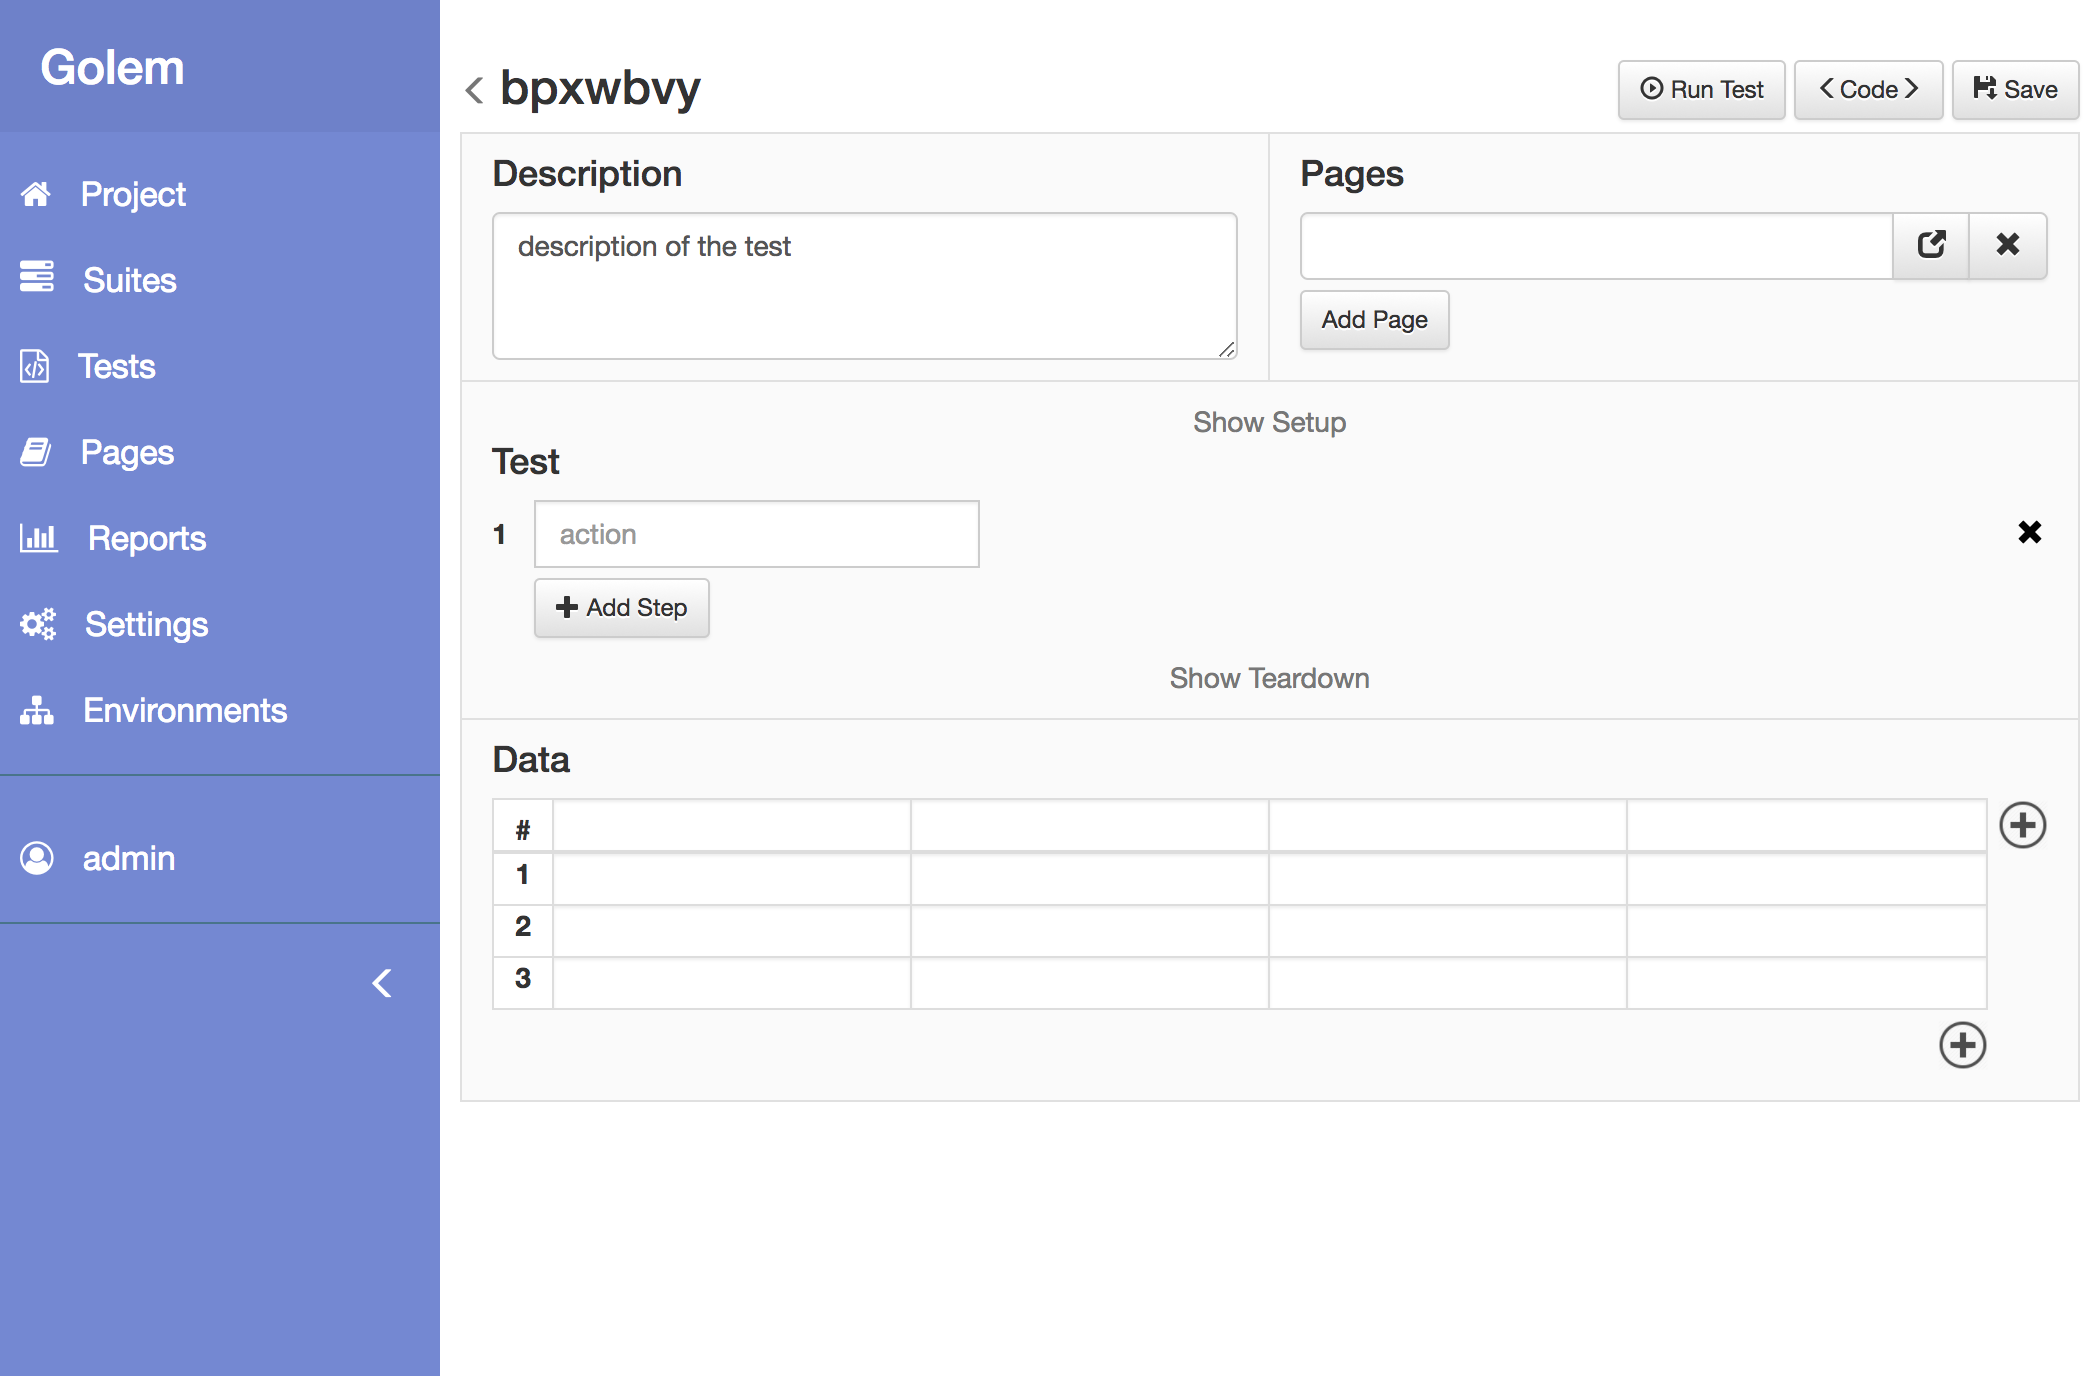 Golem
Project
Suites
Tests
Pages
Reports
Settings
Environments
admin
bpxwbvy
Run Test
<Code>
Save
Description
description of the test
Pages
Add Page
Show Setup
Test
1 action
Add Step
Show Teardown
Data
#
1
2
3